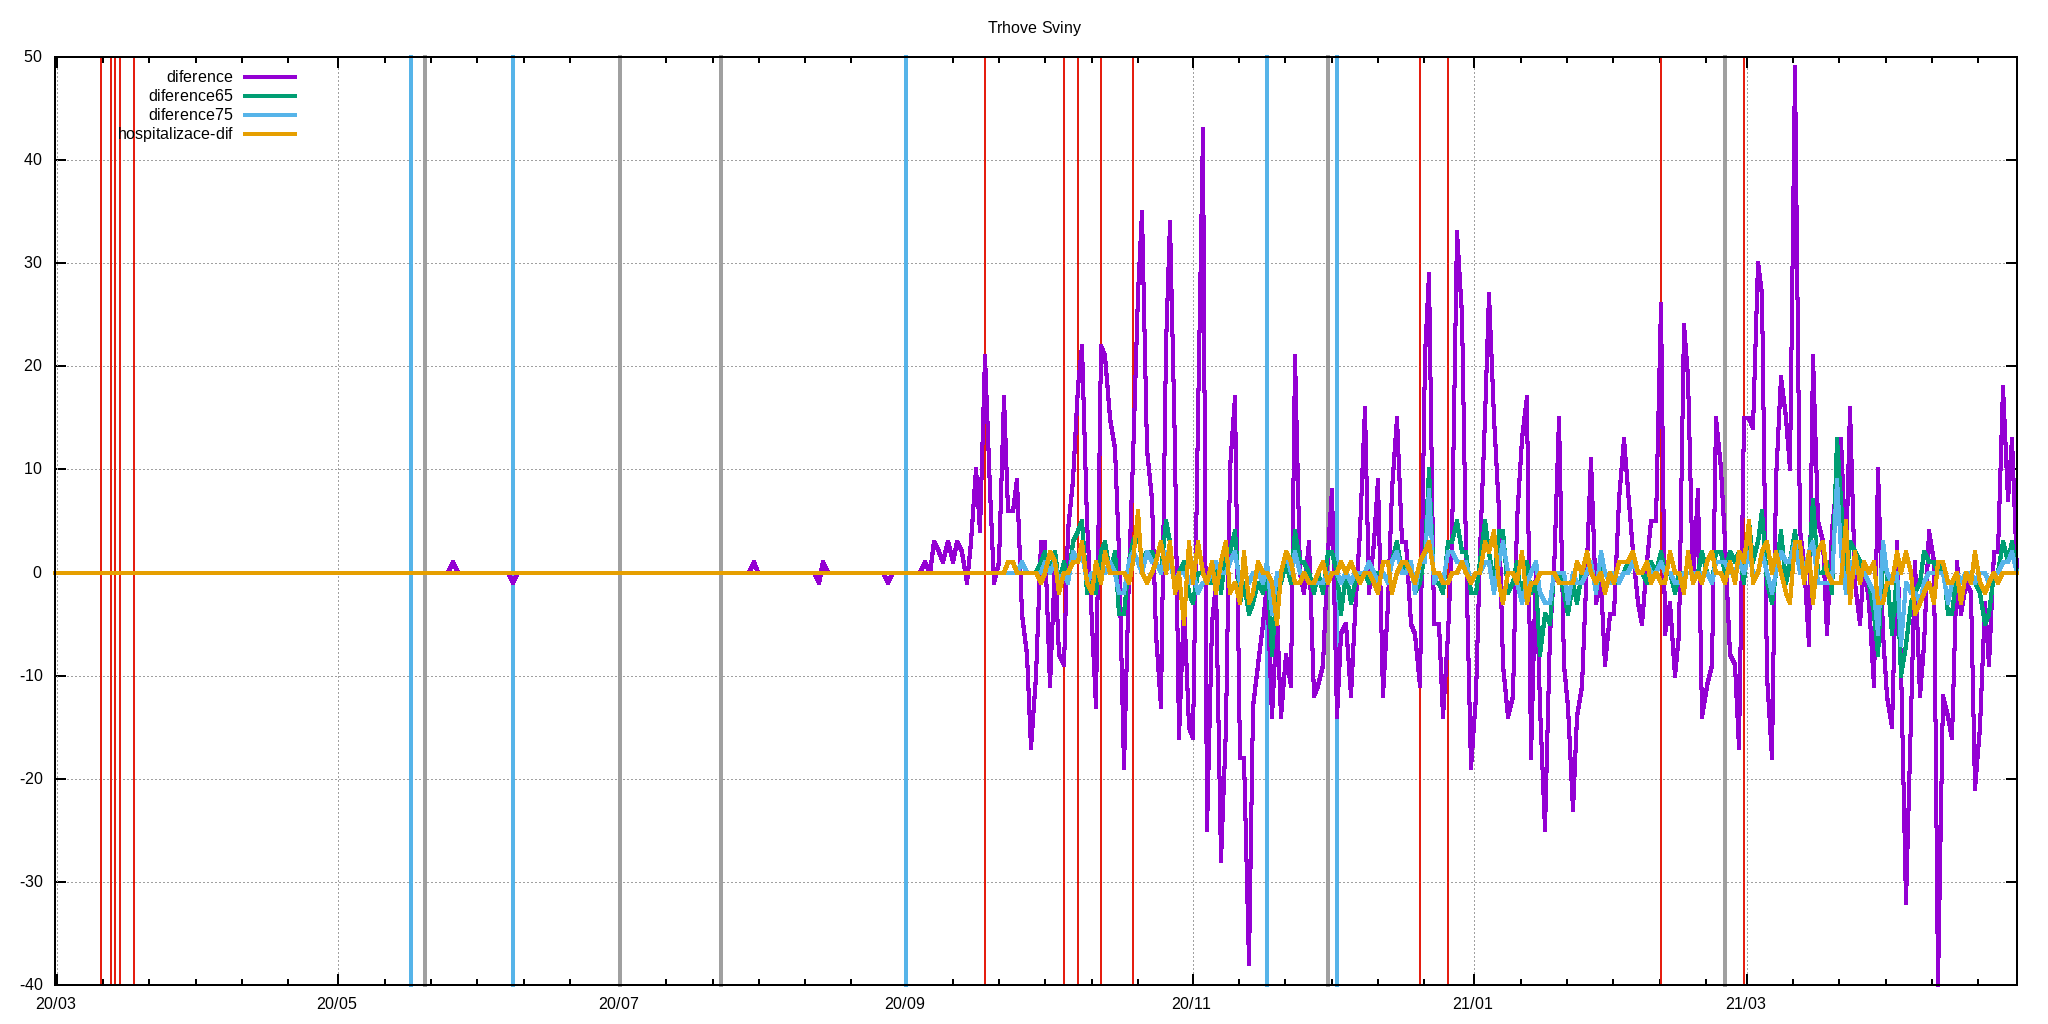 Trhove Sviny
50
diference
diference65
diference75
hospitalizace-dif
40
30
20
10
0
-10
-20
-30
-40
20/03 20/05 20/07 20/09 20/11 21/01 21/03